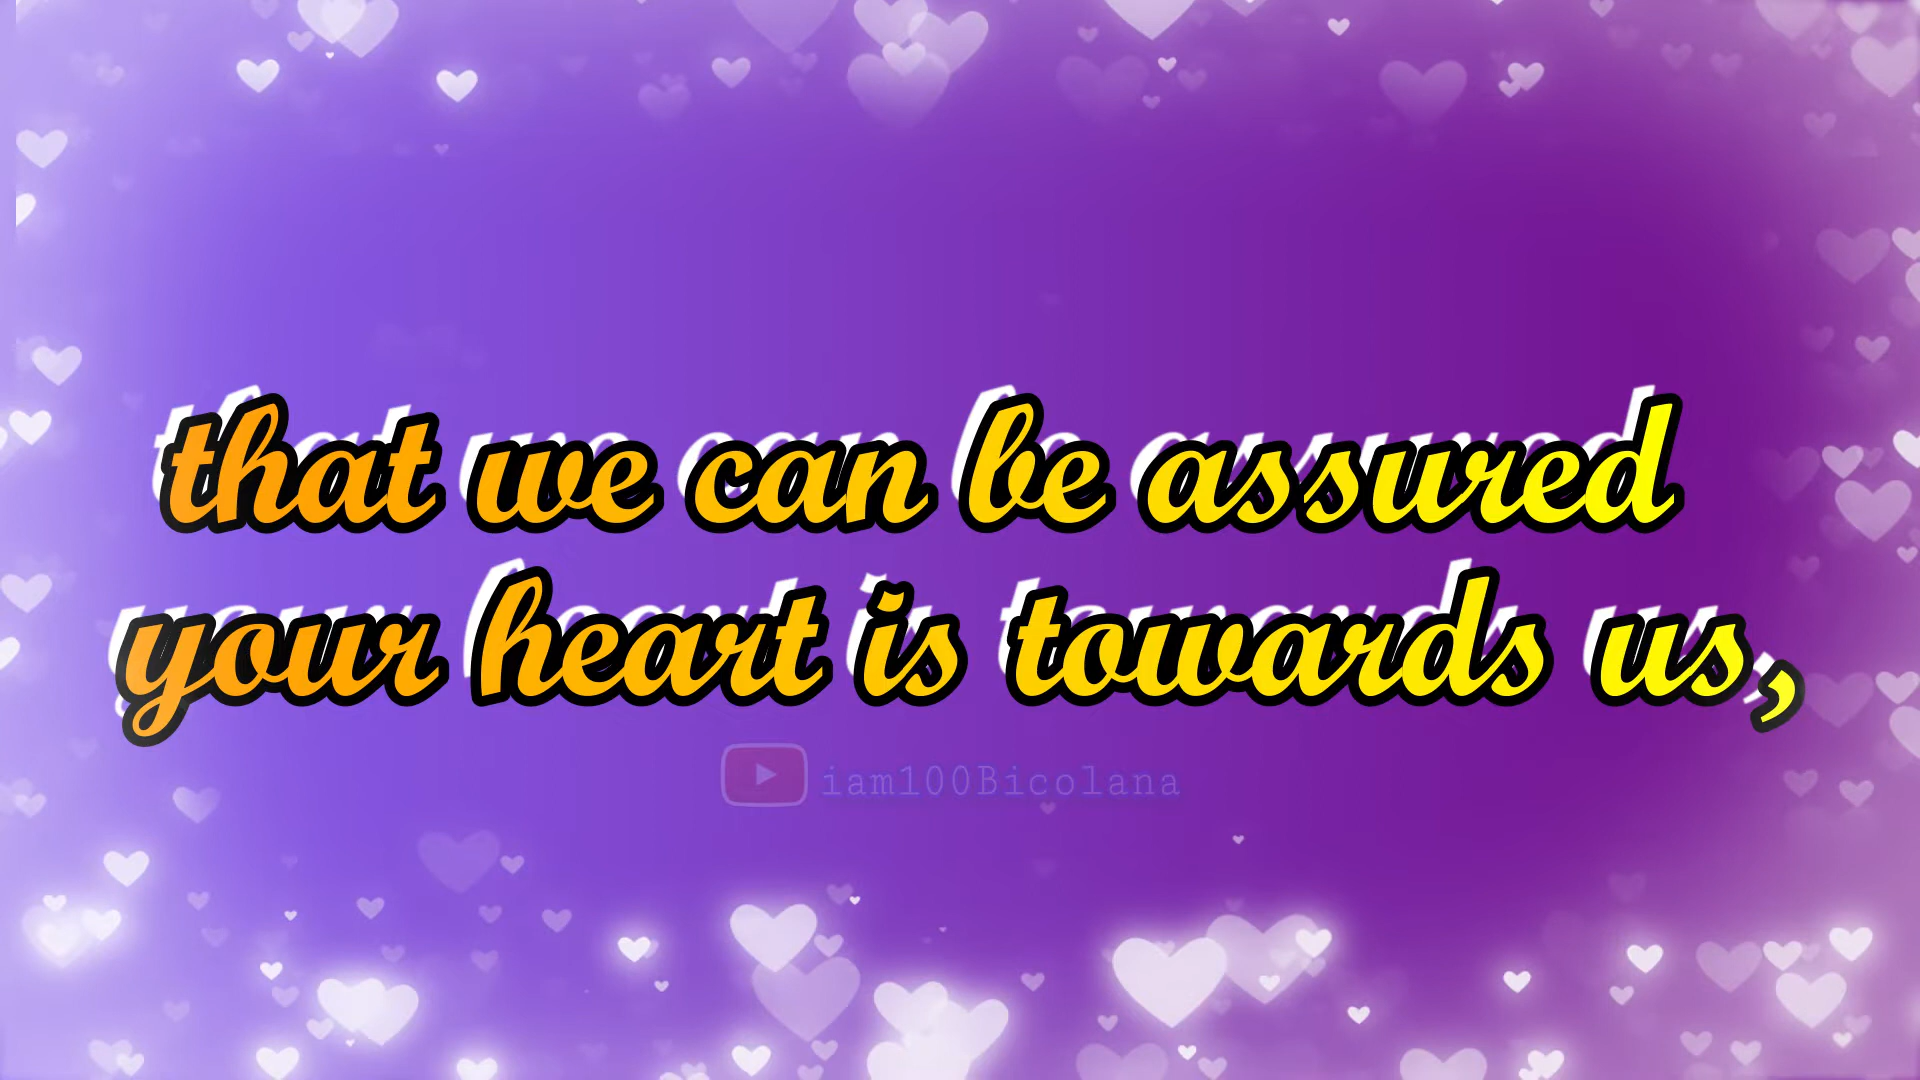 that we can be assured
your heart is towards us,
iam100Bicolana